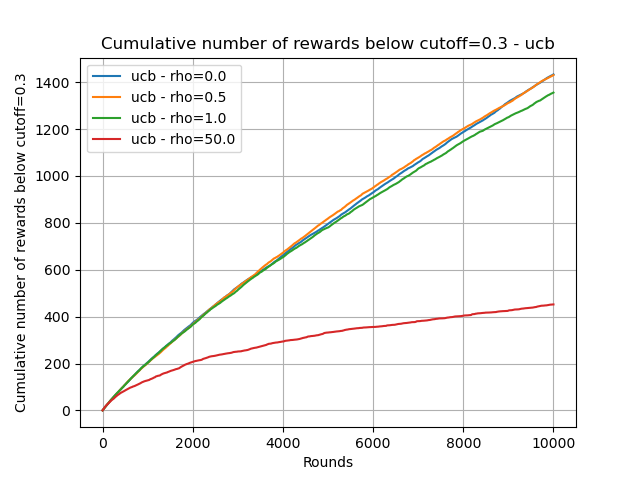 Cumulative number of rewards below cutoff=0.3 - ucb
Cumulative number of rewards below cutoff=0.3
1400
1200
1000
800
600
400
200
0
ucb - rho=0.0
ucb - rho=0.5
ucb - rho=1.0
ucb - rho=50.0
0 2000 4000 6000 8000 10000
Rounds